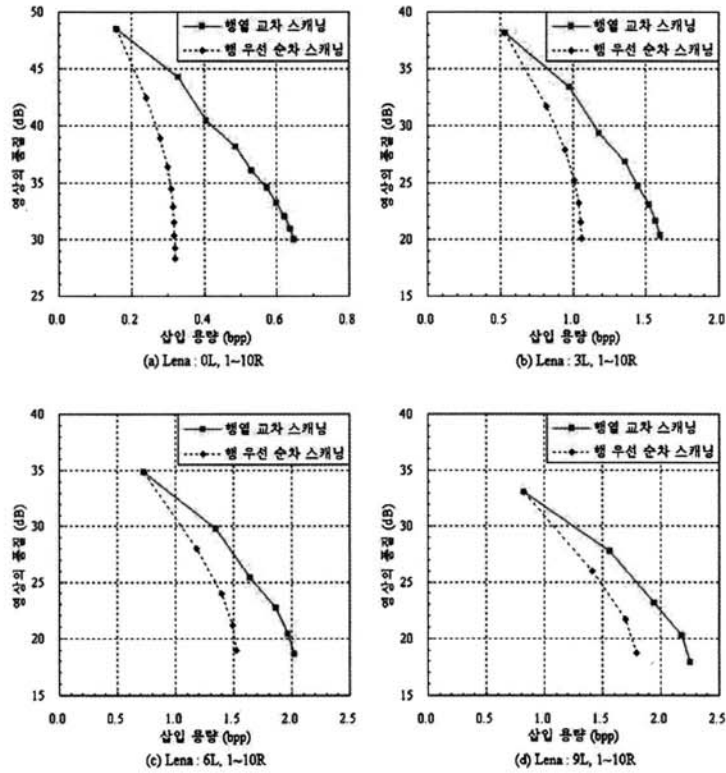 행열 교차 스캐닝
행 우선 순차 스캐닝
영상의 품질 (dB)
50
45
40
35
30
25
0.0 0.2 0.4 0.6 0.8
삽입 용량 (bpp)
(a) Lena : 0L, 1~10R
행열 교차 스캐닝
행 우선 순차 스캐닝
영상의 품질 (dB)
40
35
30
25
20
15
0.0 0.5 1.0 1.5 2.0
삽입 용량 (bpp)
(b) Lena : 3L, 1~10R
행열 교차 스캐닝
행 우선 순차 스캐닝
영상의 품질 (dB)
40
35
30
25
20
15
0.0 0.5 1.0 1.5 2.0 2.5
삽입 용량 (bpp)
(c) Lena : 6L, 1~10R
행열 교차 스캐닝
행 우선 순차 스캐닝
영상의 품질 (dB)
40
35
30
25
20
15
0.0 0.5 1.0 1.5 2.0 2.5
삽입 용량 (bpp)
(d) Lena : 9L, 1~10R